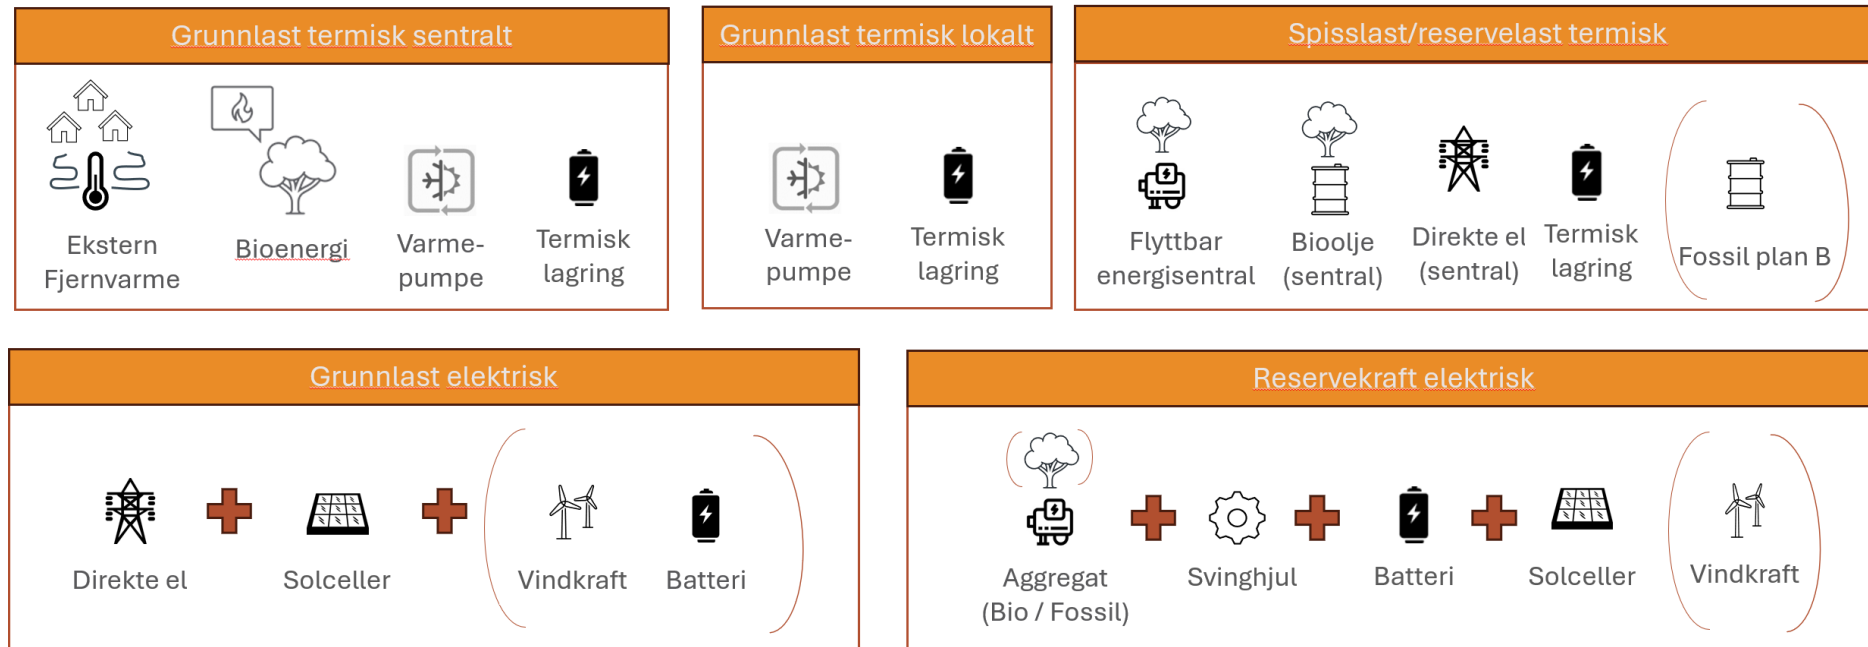 Grunnlast termisk sentralt
Ekstern
Fjernvarme
Bioenergi
Varme-
pumpe
Termisk
lagring
Grunnlast termisk lokalt
Varme-
pumpe
Termisk
lagring
Spisslast/reservelast termisk
Flyttbar
energisentral
Bioolje
(sentral)
Direkte el
(sentral)
Termisk
lagring
Fossil plan B
Grunnlast elektrisk
Direkte el
Solceller
Vindkraft
Batteri
Reservekraft elektrisk
Aggregat
(Bio / Fossil)
Svinghjul
Batteri
Solceller
Vindkraft